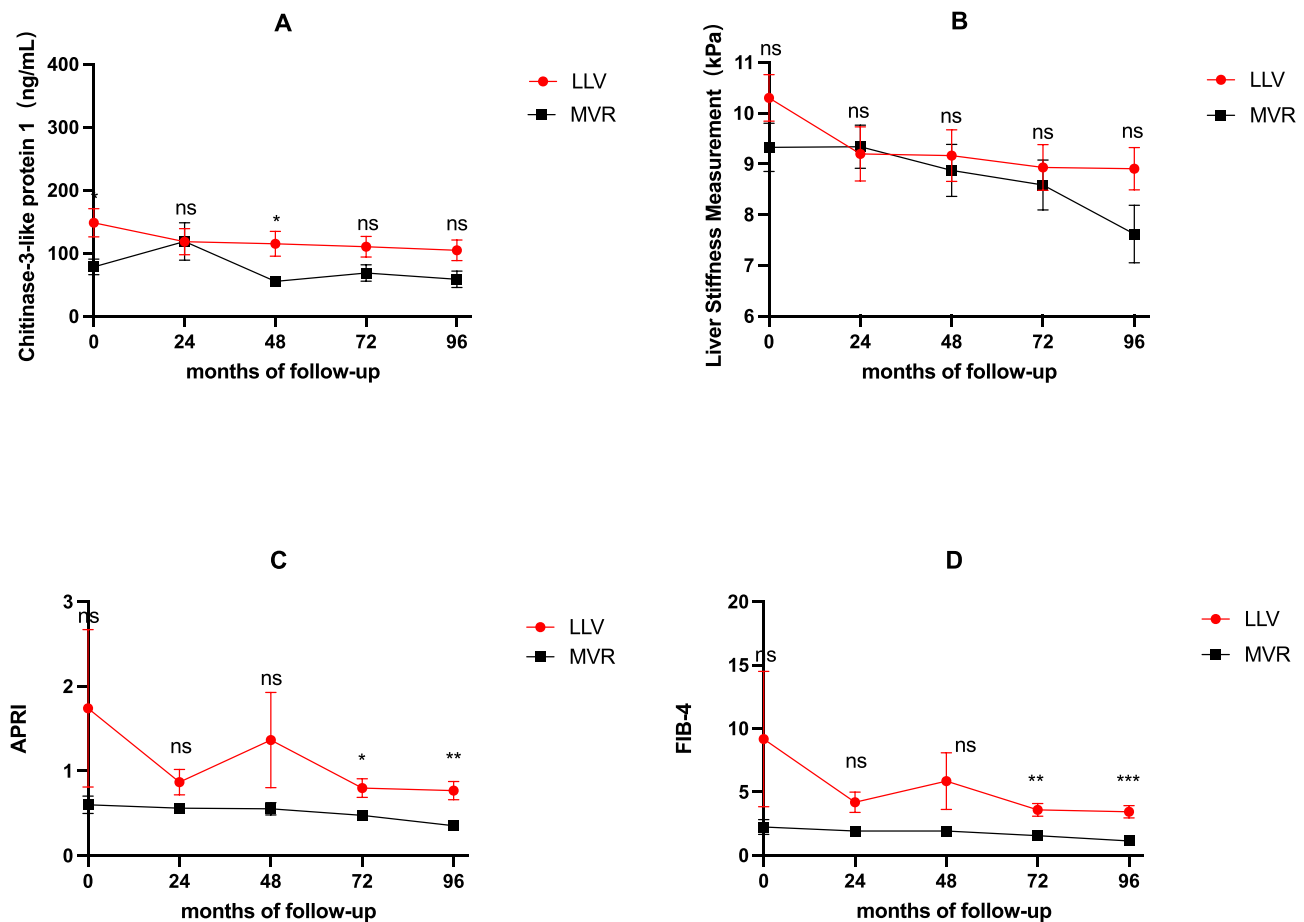 A
Chitinase-3-like protein 1 (ng/mL)
400
300
200
100
0
*
ns
*
ns
ns
0 24 48 72 96
months of follow-up
LLV
MVR
B
Liver Stiffness Measurement (kPa)
11
10
9
8
7
6
ns
ns
ns
ns
ns
0 24 48 72 96
months of follow-up
LLV
MVR
C
APRI
3
2
1
0
ns
ns
ns
*
**
0 24 48 72 96
months of follow-up
LLV
MVR
D
FIB-4
20
15
10
5
0
ns
ns
ns
**
***
0 24 48 72 96
months of follow-up
LLV
MVR